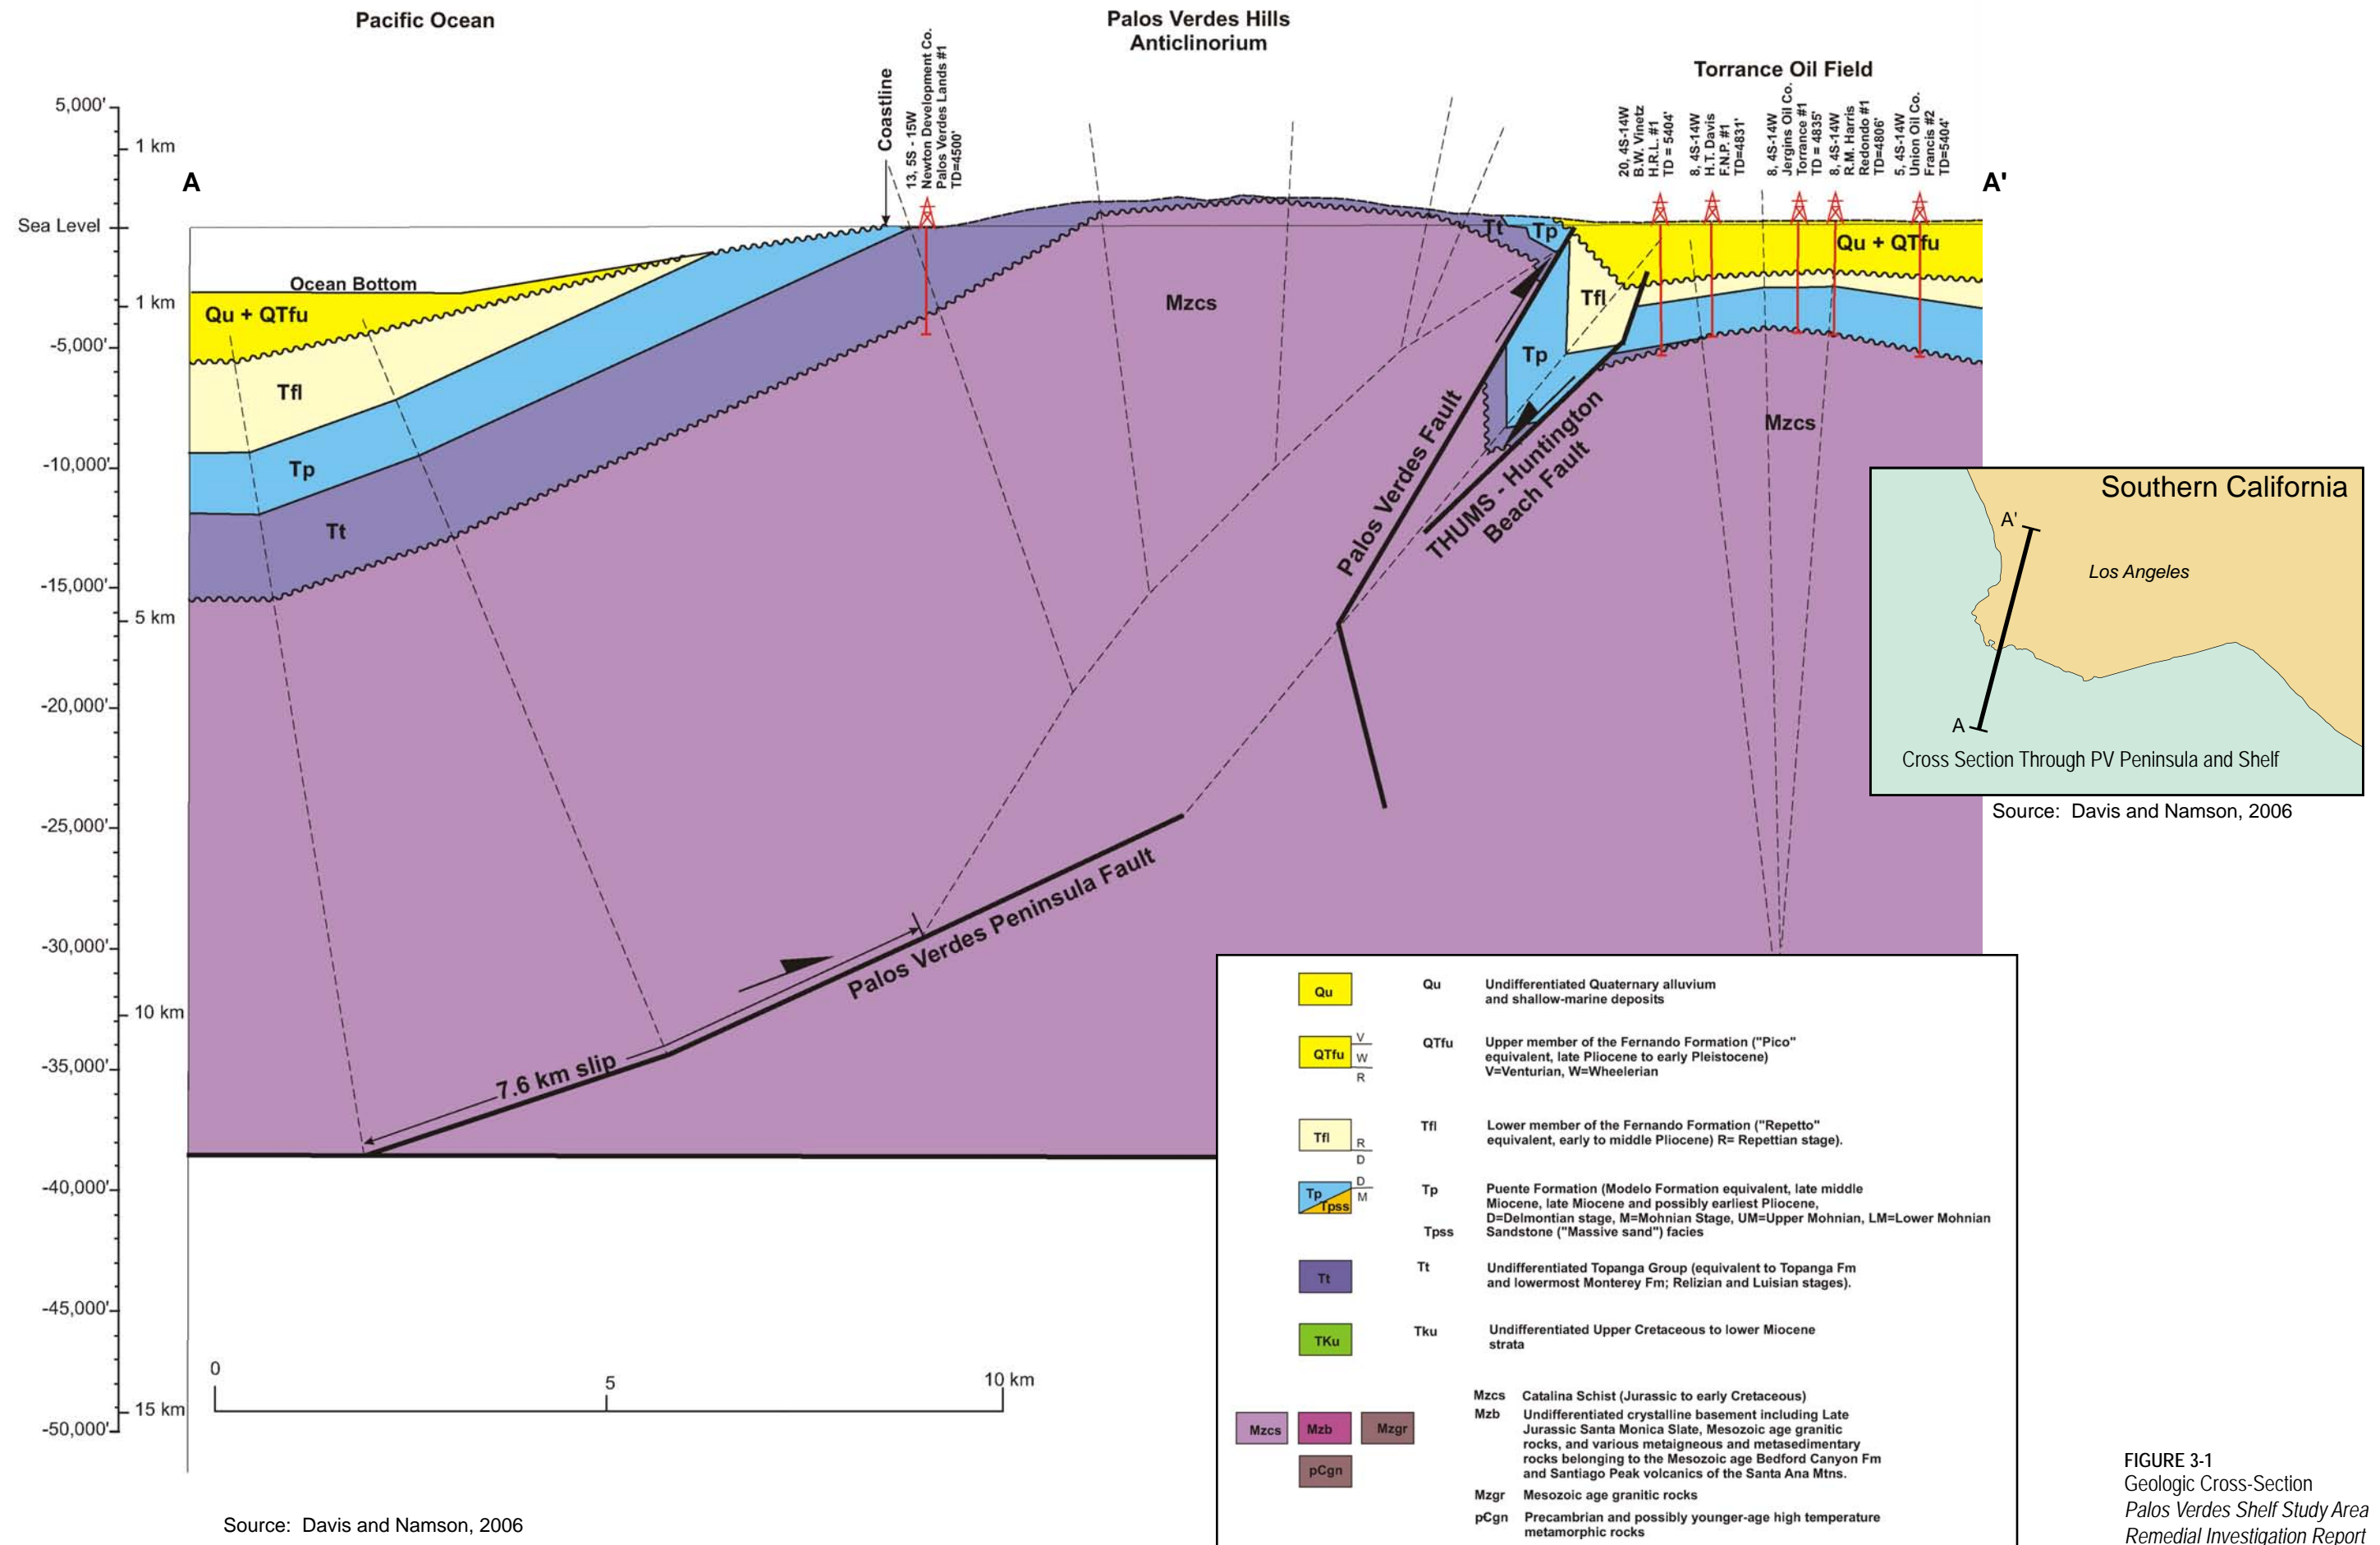 Pacific Ocean
Palos Verdes Hills
Anticlinorium
Torrance Oil Field
Coastline
13, 5S - 15W
Newton Development Co.
Palos Verdes Lands #1
TD=4500'
20, 4S-14W
B.W. Vinetz
H.R.L. #1
TD = 5404'
8, 4S-14W
H.T. Davis
F.N.P. #1
TD=4831'
8, 4S-14W
Jergins Oil Co.
Torrance #1
TD = 4835'
8, 4S-14W
R.M. Harris
Redondo #1
TD=4806'
5, 4S-14W
Union Oil Co.
Francis #2
TD=5404'
5,000'
1 km
Sea Level
1 km
-5,000'
-10,000'
-15,000'
5 km
-20,000'
-25,000'
-30,000'
10 km
-35,000'
-40,000'
-45,000'
15 km
-50,000'
A
A'
Ocean Bottom
Qu + QTfu
Tfl
Tp
Tt
Mzcs
Tt
Tp
Tfl
Tp
Qu + QTfu
Mzcs
Palos Verdes Fault
THUMS - Huntington
Beach Fault
Palos Verdes Peninsula Fault
7.6 km slip
0
5
10 km
Southern California
A'
Los Angeles
A
Cross Section Through PV Peninsula and Shelf
Source: Davis and Namson, 2006
Qu
Qu
Undifferentiated Quaternary alluvium
and shallow-marine deposits
QTfu
V
W
R
QTfu
Upper member of the Fernando Formation ("Pico"
equivalent, late Pliocene to early Pleistocene)
V=Venturian, W=Wheelerian
Tfl
R
D
Tfl
Lower member of the Fernando Formation ("Repetto"
equivalent, early to middle Pliocene) R= Repettian stage).
Tp
Tpss
D
M
Tp
Puente Formation (Modelo Formation equivalent, late middle
Miocene, late Miocene and possibly earliest Pliocene,
D=Delmontian stage, M=Mohnian Stage, UM=Upper Mohnian, LM=Lower Mohnian
Tpss
Sandstone ("Massive sand") facies
Tt
Tt
Undifferentiated Topanga Group (equivalent to Topanga Fm
and lowermost Monterey Fm; Relizian and Luisian stages).
TKu
Tku
Undifferentiated Upper Cretaceous to lower Miocene
strata
Mzcs
Mzb
Mzgr
pCgn
Mzcs
Catalina Schist (Jurassic to early Cretaceous)
Mzb
Undifferentiated crystalline basement including Late
Jurassic Santa Monica Slate, Mesozoic age granitic
rocks, and various metaigneous and metasedimentary
rocks belonging to the Mesozoic age Bedford Canyon Fm
and Santiago Peak volcanics of the Santa Ana Mtns.
Mzgr
Mesozoic age granitic rocks
pCgn
Precambrian and possibly younger-age high temperature
metamorphic rocks
Source: Davis and Namson, 2006
FIGURE 3-1
Geologic Cross-Section
Palos Verdes Shelf Study Area
Remedial Investigation Report